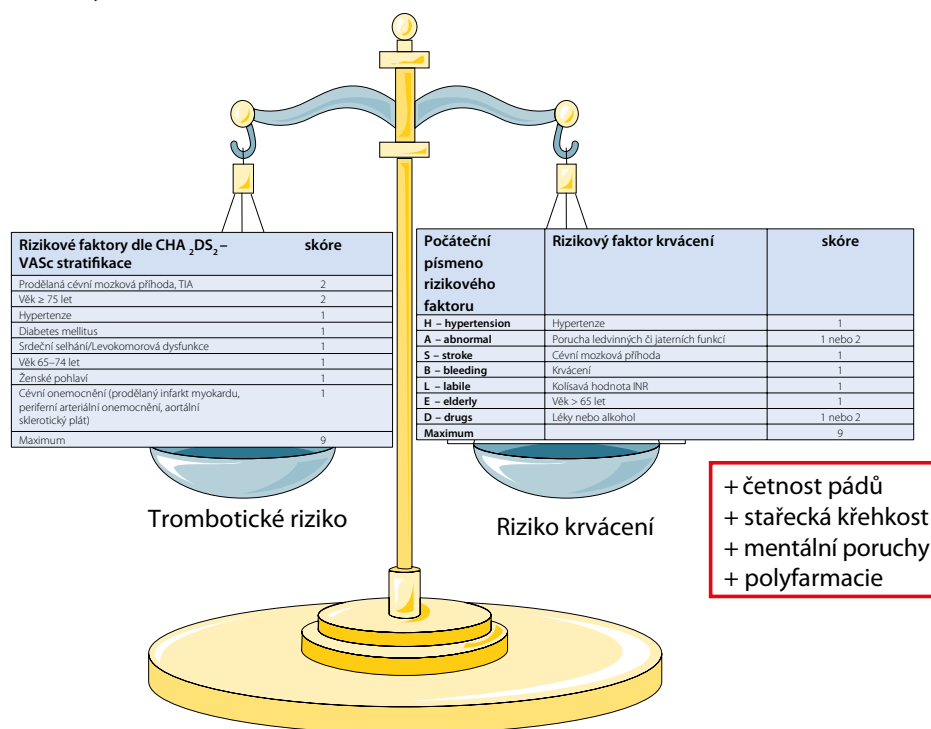 Rizikové faktory dle CHA 2DS2 – skóre
VASc stratifikace
Prodělaná cévní mozková příhoda, TIA 2
Věk ≥ 75 let 2
Hypertenze 1
Diabetes mellitus 1
Srdeční selhání/Levokomorová dysfunkce 1
Věk 65–74 let 1
Ženské pohlaví 1
Cévní onemocnění (prodělaný infarkt myokardu, 1
periferní arteriální onemocnění, aortální
sklerotický plát)
Maximum 9
Trombotické riziko
Počáteční Rizikový faktor krvácení skóre
písmeno
rizikového
faktoru
H – hypertension Hypertenze 1
A – abnormal Porucha ledvinných či jaterních funkcí 1 nebo 2
S – stroke Cévní mozková příhoda 1
B – bleeding Krvácení 1
L – labile Kolísavá hodnota INR 1
E – elderly Věk > 65 let 1
D – drugs Léky nebo alkohol 1 nebo 2
Maximum 9
Riziko krvácení
+ četnost pádů
+ stařecká křehkost
+ mentální poruchy
+ polyfarmacie